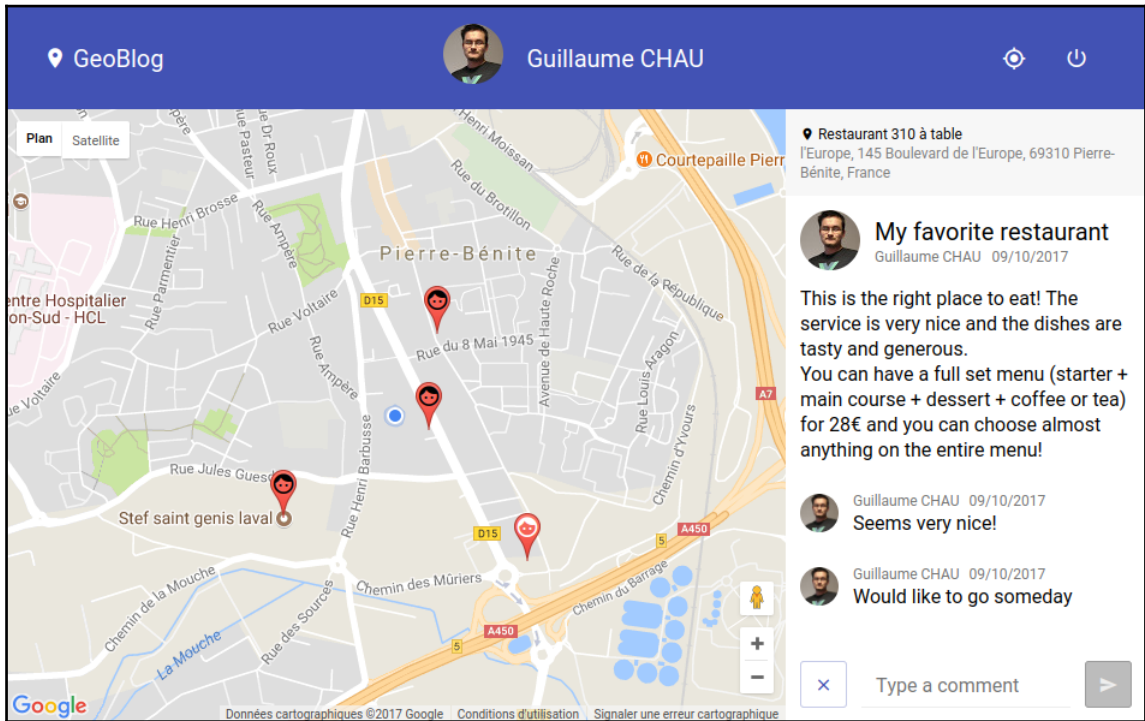 GeoBlog
Guillaume CHAU
Plan
Satellite
Henri Moissan
Rue Dr Roux
Rue Pasteur
Courtepaille Pierr
Rue du Brotillon
Rue Henri Brosse
Rue Ampère
Pierre-Bénite
Rue Parmentier
Rue de la République
entre Hospitalier
on-Sud - HCL
D15
Rue Voltaire
Rue du 8 Mai 1945
Avenue de Haute Roche
Rue Louis Aragon
Rue Ampère
Rue Voltaire
A7
Rue Henri Barbusse
Chemin d'Yvours
Rue Jules Guesd
Stef saint genis laval
D15
5
A450
Chemin de la Mouche
Chemin des Mûriers
Chemin du Barrage
Rue des Sources
La Mouche
A450
5
Google
Données cartographiques ©2017 Google
Conditions d'utilisation
Signaler une erreur cartographique
Restaurant 310 à table
l'Europe, 145 Boulevard de l'Europe, 69310 Pierre-
Bénite, France
My favorite restaurant
Guillaume CHAU 09/10/2017
This is the right place to eat! The
service is very nice and the dishes are
tasty and generous.
You can have a full set menu (starter +
main course + dessert + coffee or tea)
for 28€ and you can choose almost
anything on the entire menu!
Guillaume CHAU 09/10/2017
Seems very nice!
Guillaume CHAU 09/10/2017
Would like to go someday
Type a comment